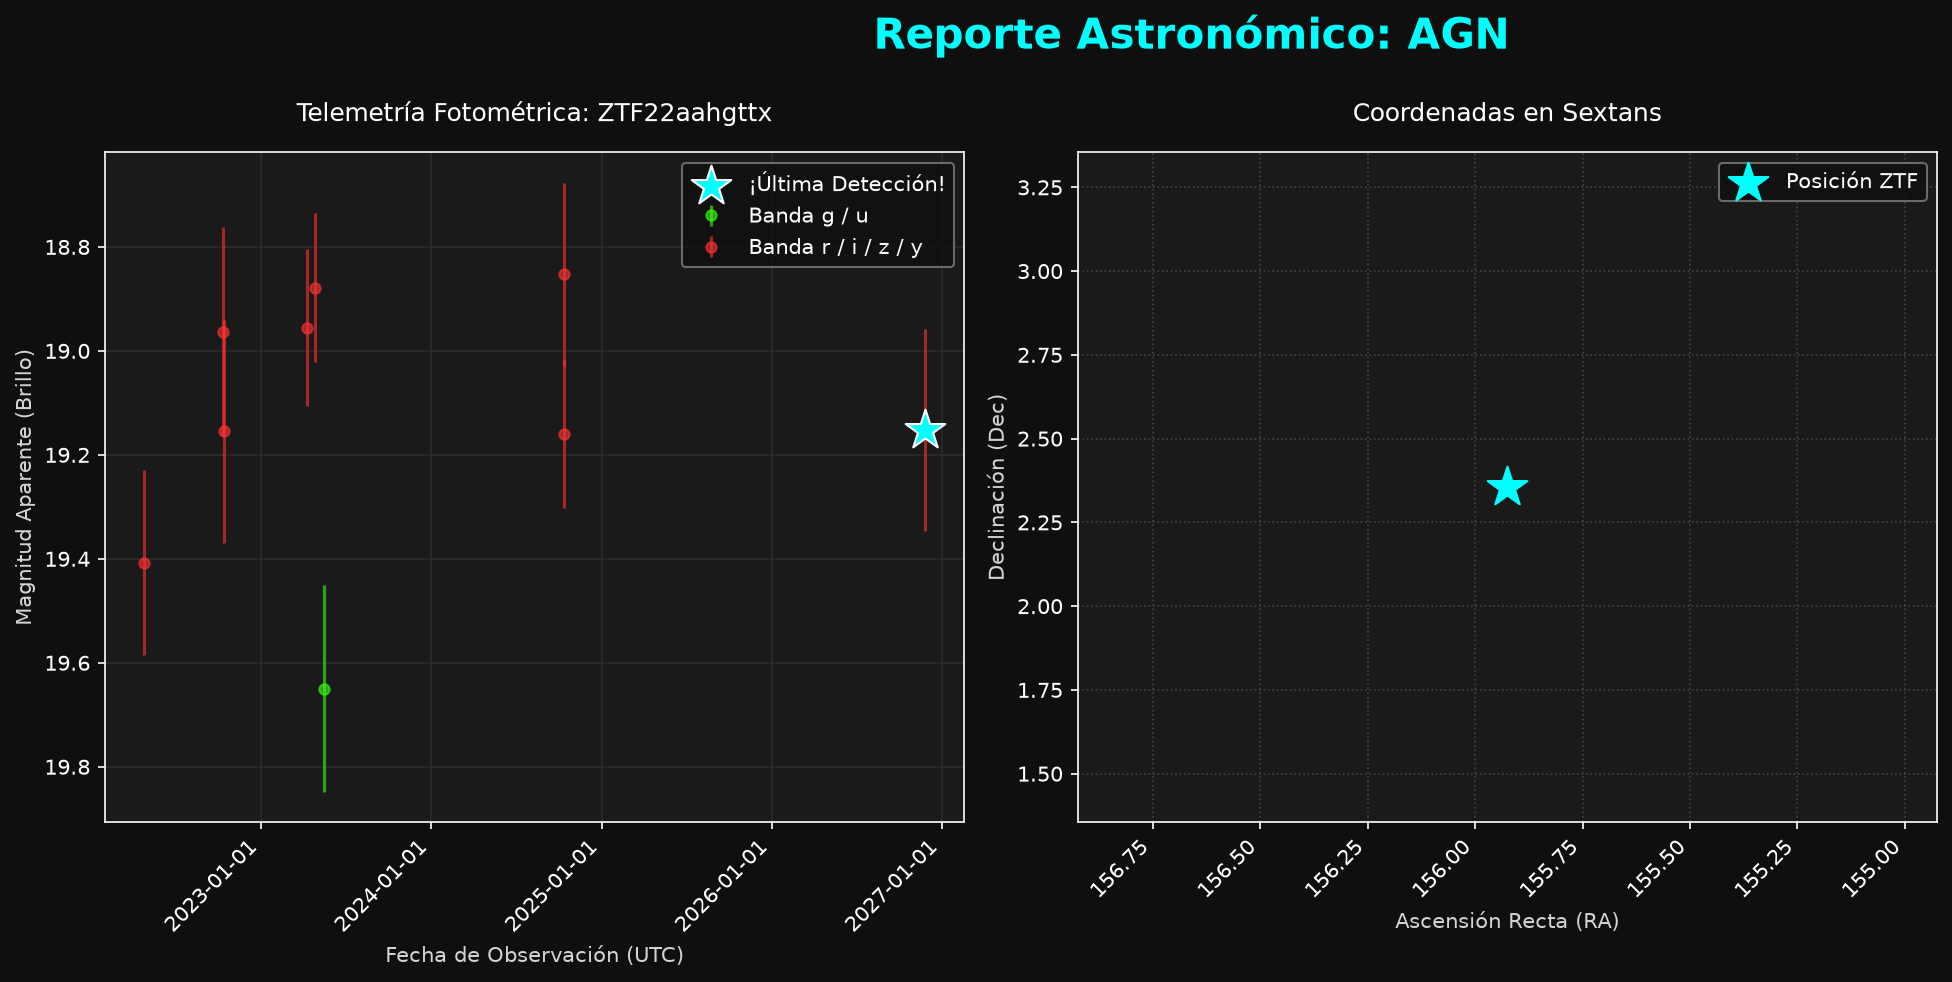 Reporte Astronómico: AGN
Telemetría Fotométrica: ZTF22aahgttx
¡Última Detección!
Banda g / u
Banda r / i / z / y
Magnitud Aparente (Brillo)
18.8
19.0
19.2
19.4
19.6
19.8
2023-01-01
2024-01-01
2025-01-01
2026-01-01
2027-01-01
Fecha de Observación (UTC)
Coordenadas en Sextans
Posición ZTF
Declinación (Dec)
3.25
3.00
2.75
2.50
2.25
2.00
1.75
1.50
156.75
156.50
156.25
156.00
155.75
155.50
155.25
155.00
Ascensión Recta (RA)